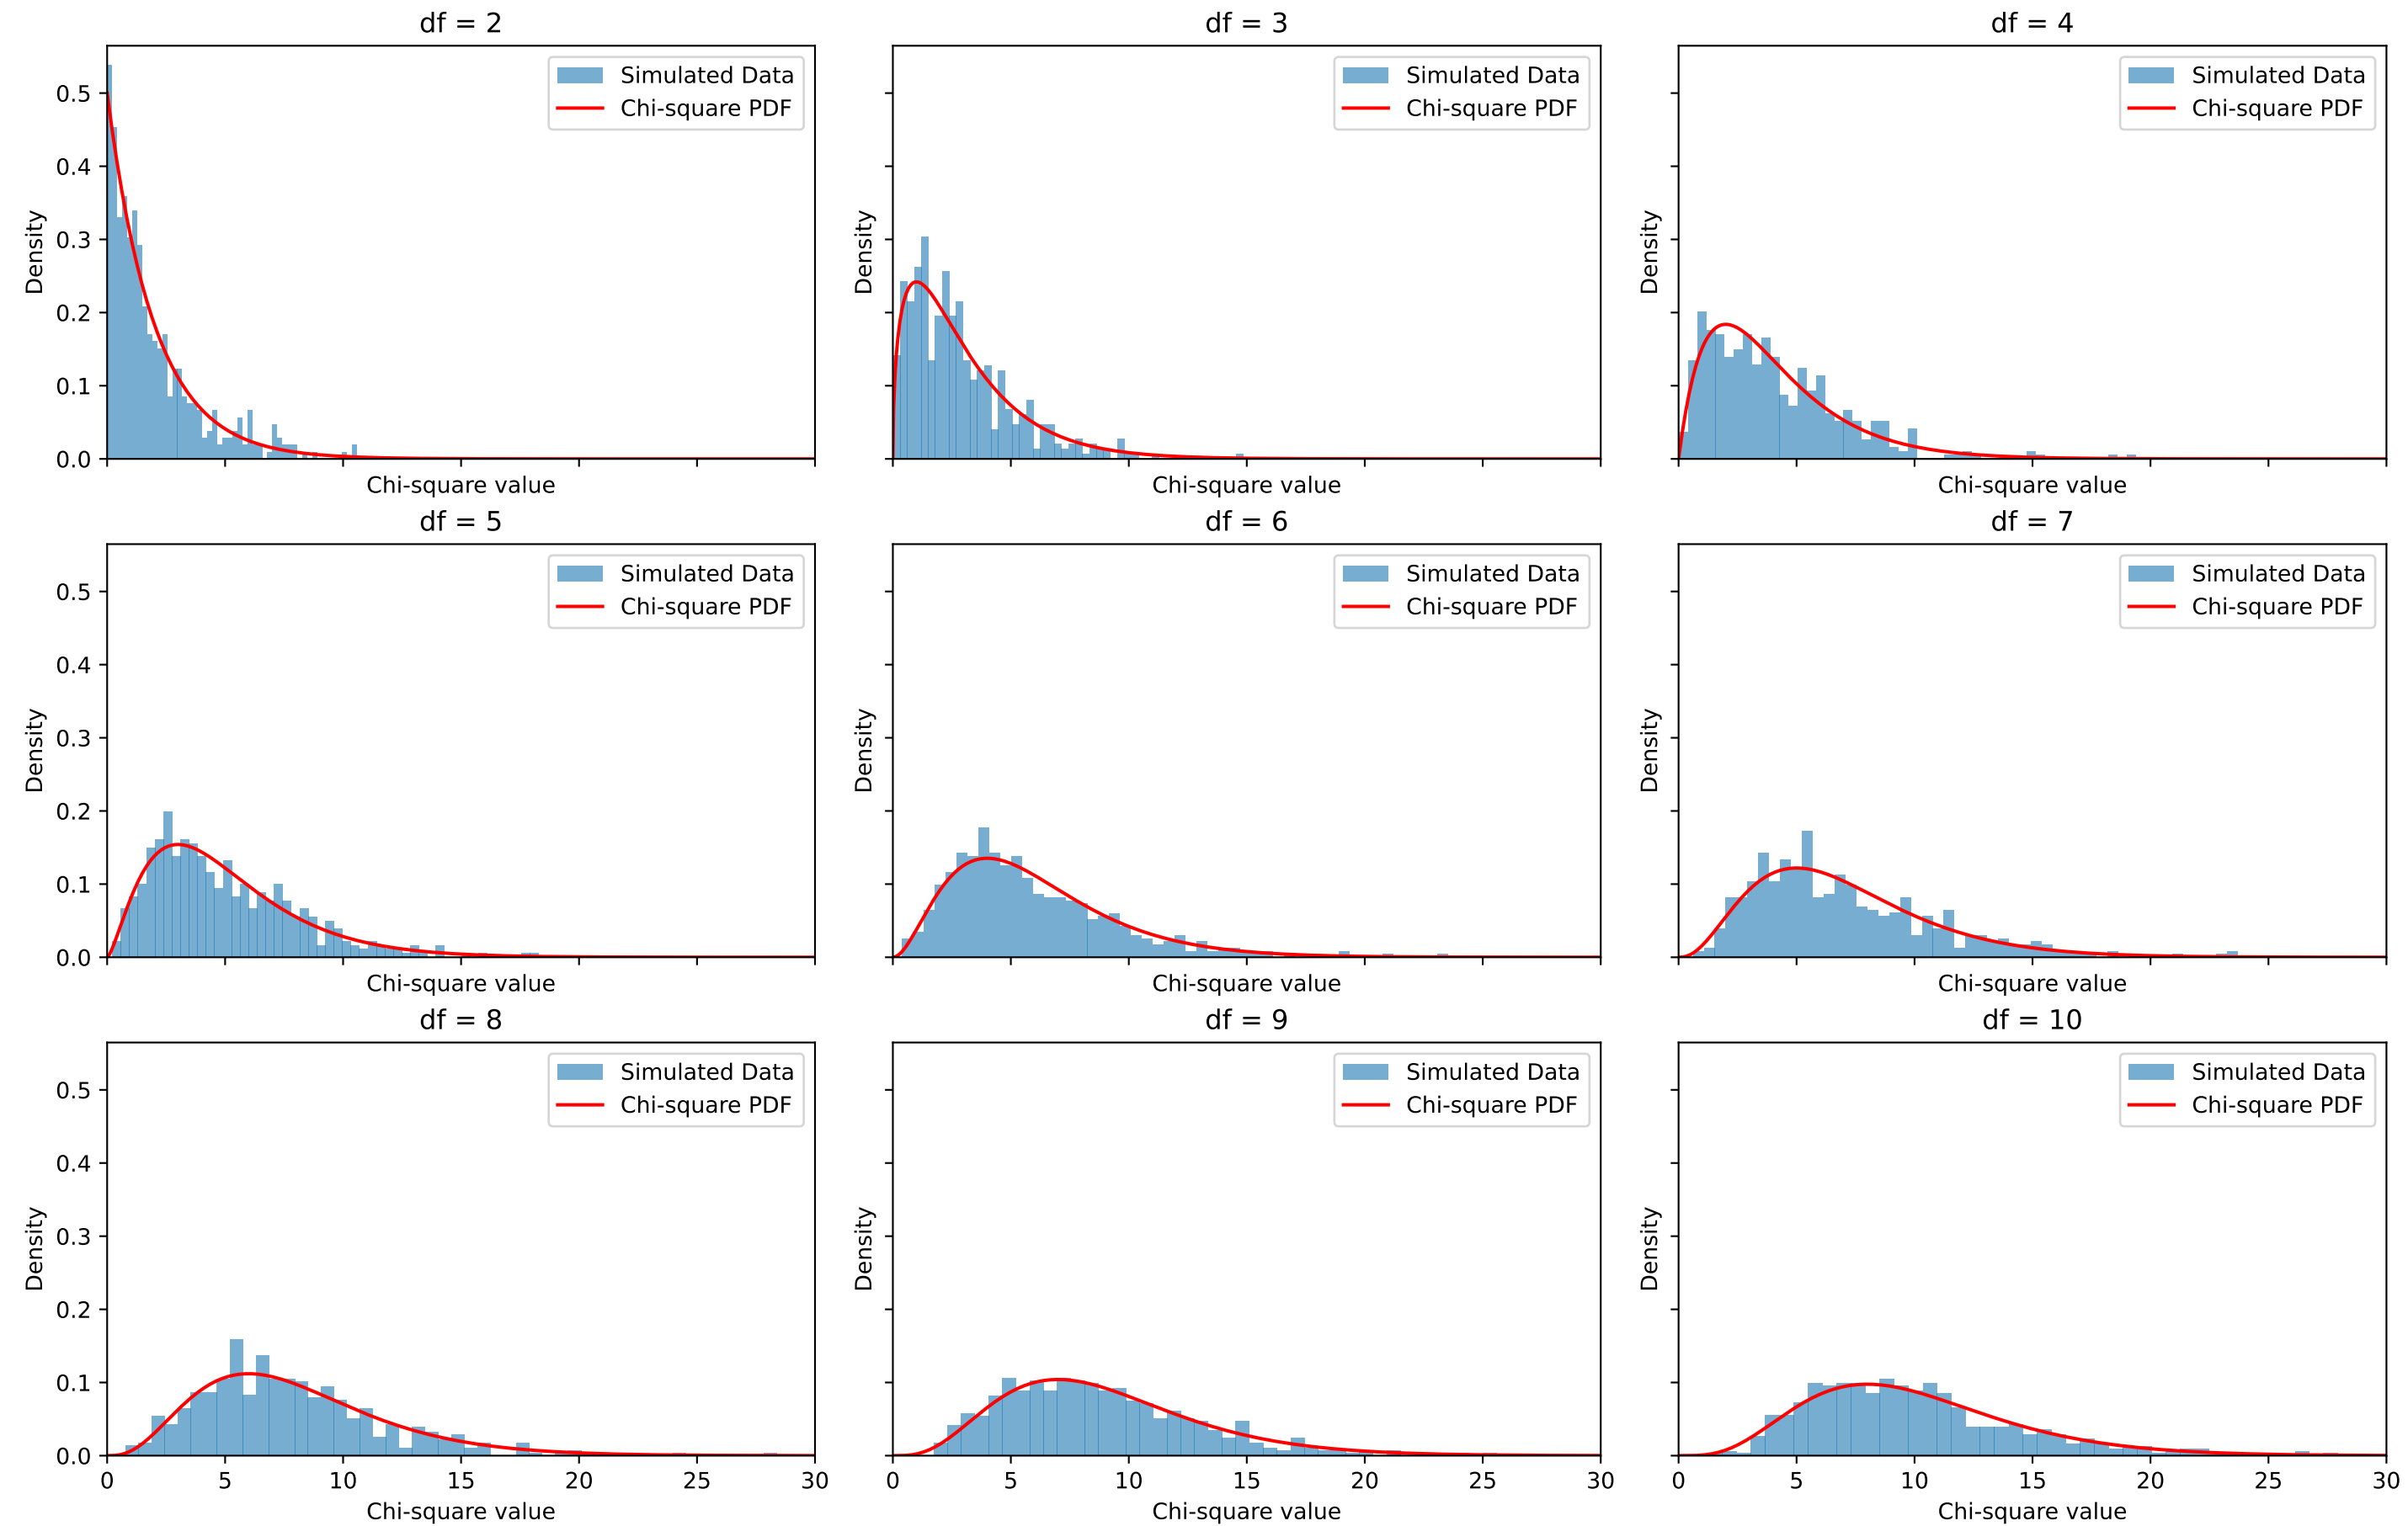 df = 2
Simulated Data
Chi-square PDF
0.5
0.4
0.3
0.2
0.1
0.0
Density
Chi-square value
df = 3
Simulated Data
Chi-square PDF
Density
Chi-square value
df = 4
Simulated Data
Chi-square PDF
Density
Chi-square value
df = 5
Simulated Data
Chi-square PDF
0.5
0.4
0.3
0.2
0.1
0.0
Density
Chi-square value
df = 6
Simulated Data
Chi-square PDF
Density
Chi-square value
df = 7
Simulated Data
Chi-square PDF
Density
Chi-square value
df = 8
Simulated Data
Chi-square PDF
0.5
0.4
0.3
0.2
0.1
0.0
Density
0 5 10 15 20 25 30
Chi-square value
df = 9
Simulated Data
Chi-square PDF
Density
0 5 10 15 20 25 30
Chi-square value
df = 10
Simulated Data
Chi-square PDF
Density
0 5 10 15 20 25 30
Chi-square value